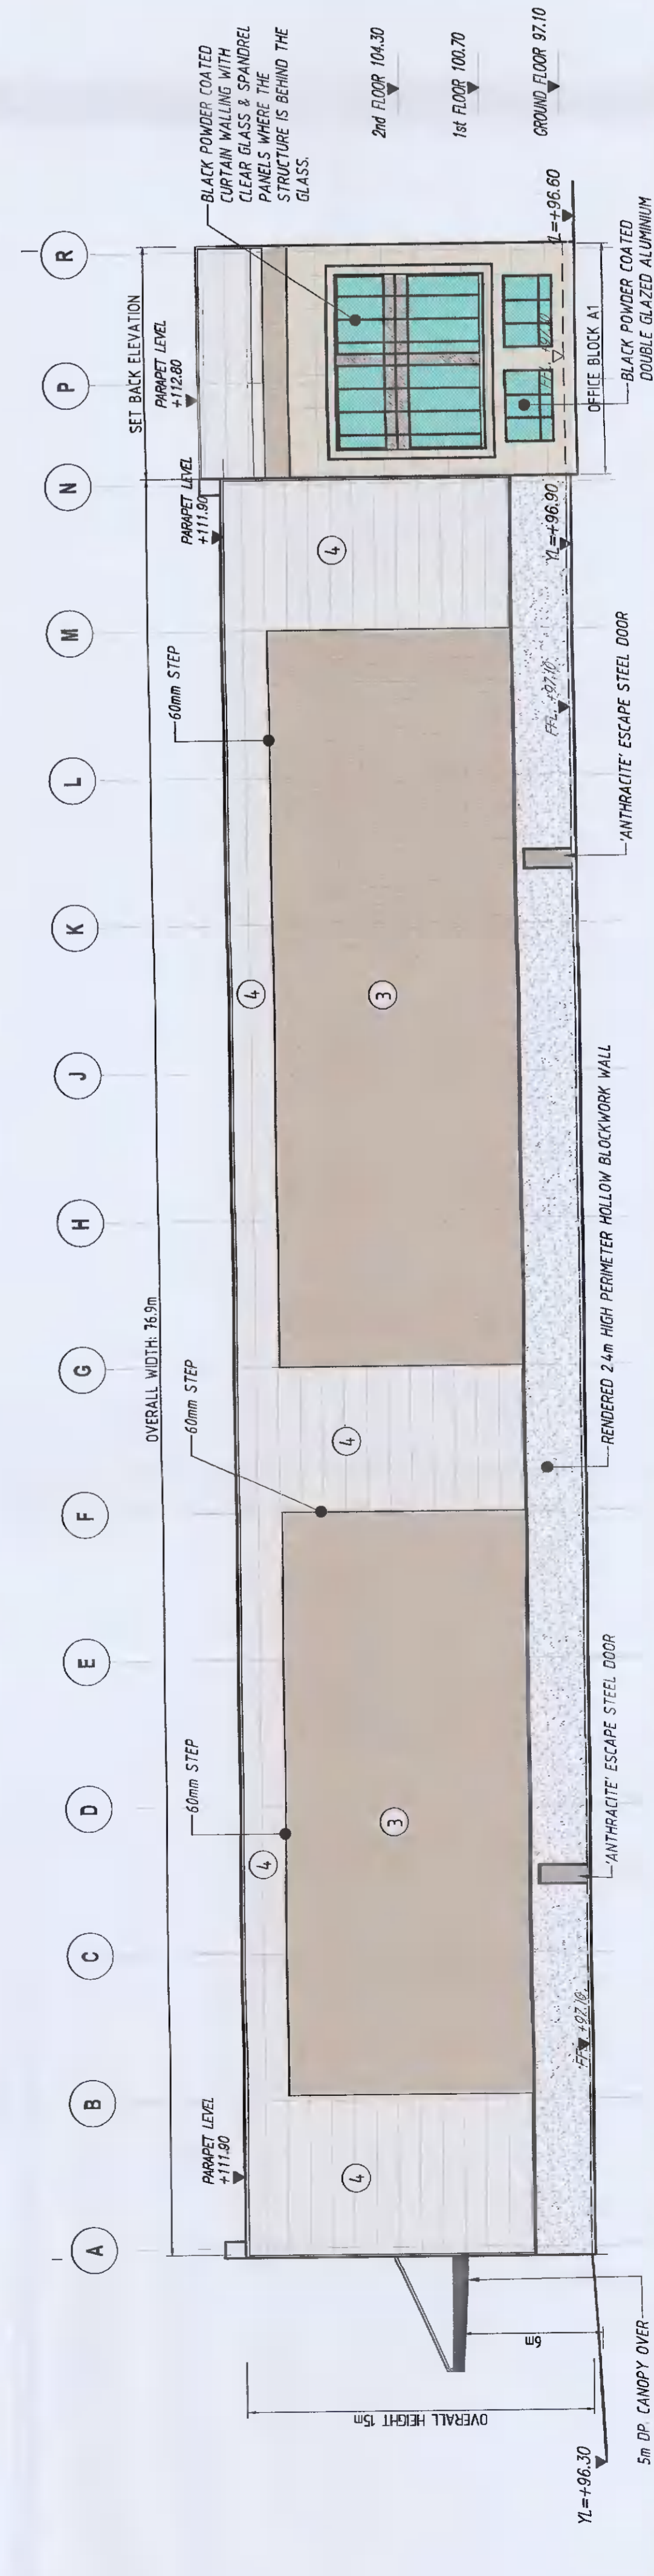 A
B
C
D
E
F
G
H
J
K
L
M
N
P
R
OVERALL WIDTH: 76.9m
SET BACK ELEVATION
PARAPET LEVEL
+111.90
60mm STEP
60mm STEP
60mm STEP
PARAPET LEVEL
+111.90
PARAPET LEVEL
+112.80
BLACK POWDER COATED
CURTAIN WALLING WITH
CLEAR GLASS & SPANDREL
PANELS WHERE THE
STRUCTURE IS BEHIND THE
GLASS.
4
4
3
4
4
3
4
2nd FLOOR 104.30
1st FLOOR 100.70
GROUND FLOOR 97.10
OVERALL HEIGHT 15m
6m
YL=+96.30
5m DP. CANOPY OVER
FFL +97.10
'ANTHRACITE' ESCAPE STEEL DOOR
RENDERED 2.4m HIGH PERIMETER HOLLOW BLOCKWORK WALL
'ANTHRACITE' ESCAPE STEEL DOOR
FFL +97.10
YL=+96.90
FFL +97.10
YL=+96.60
OFFICE BLOCK A1
BLACK POWDER COATED
DOUBLE GLAZED ALUMINIUM